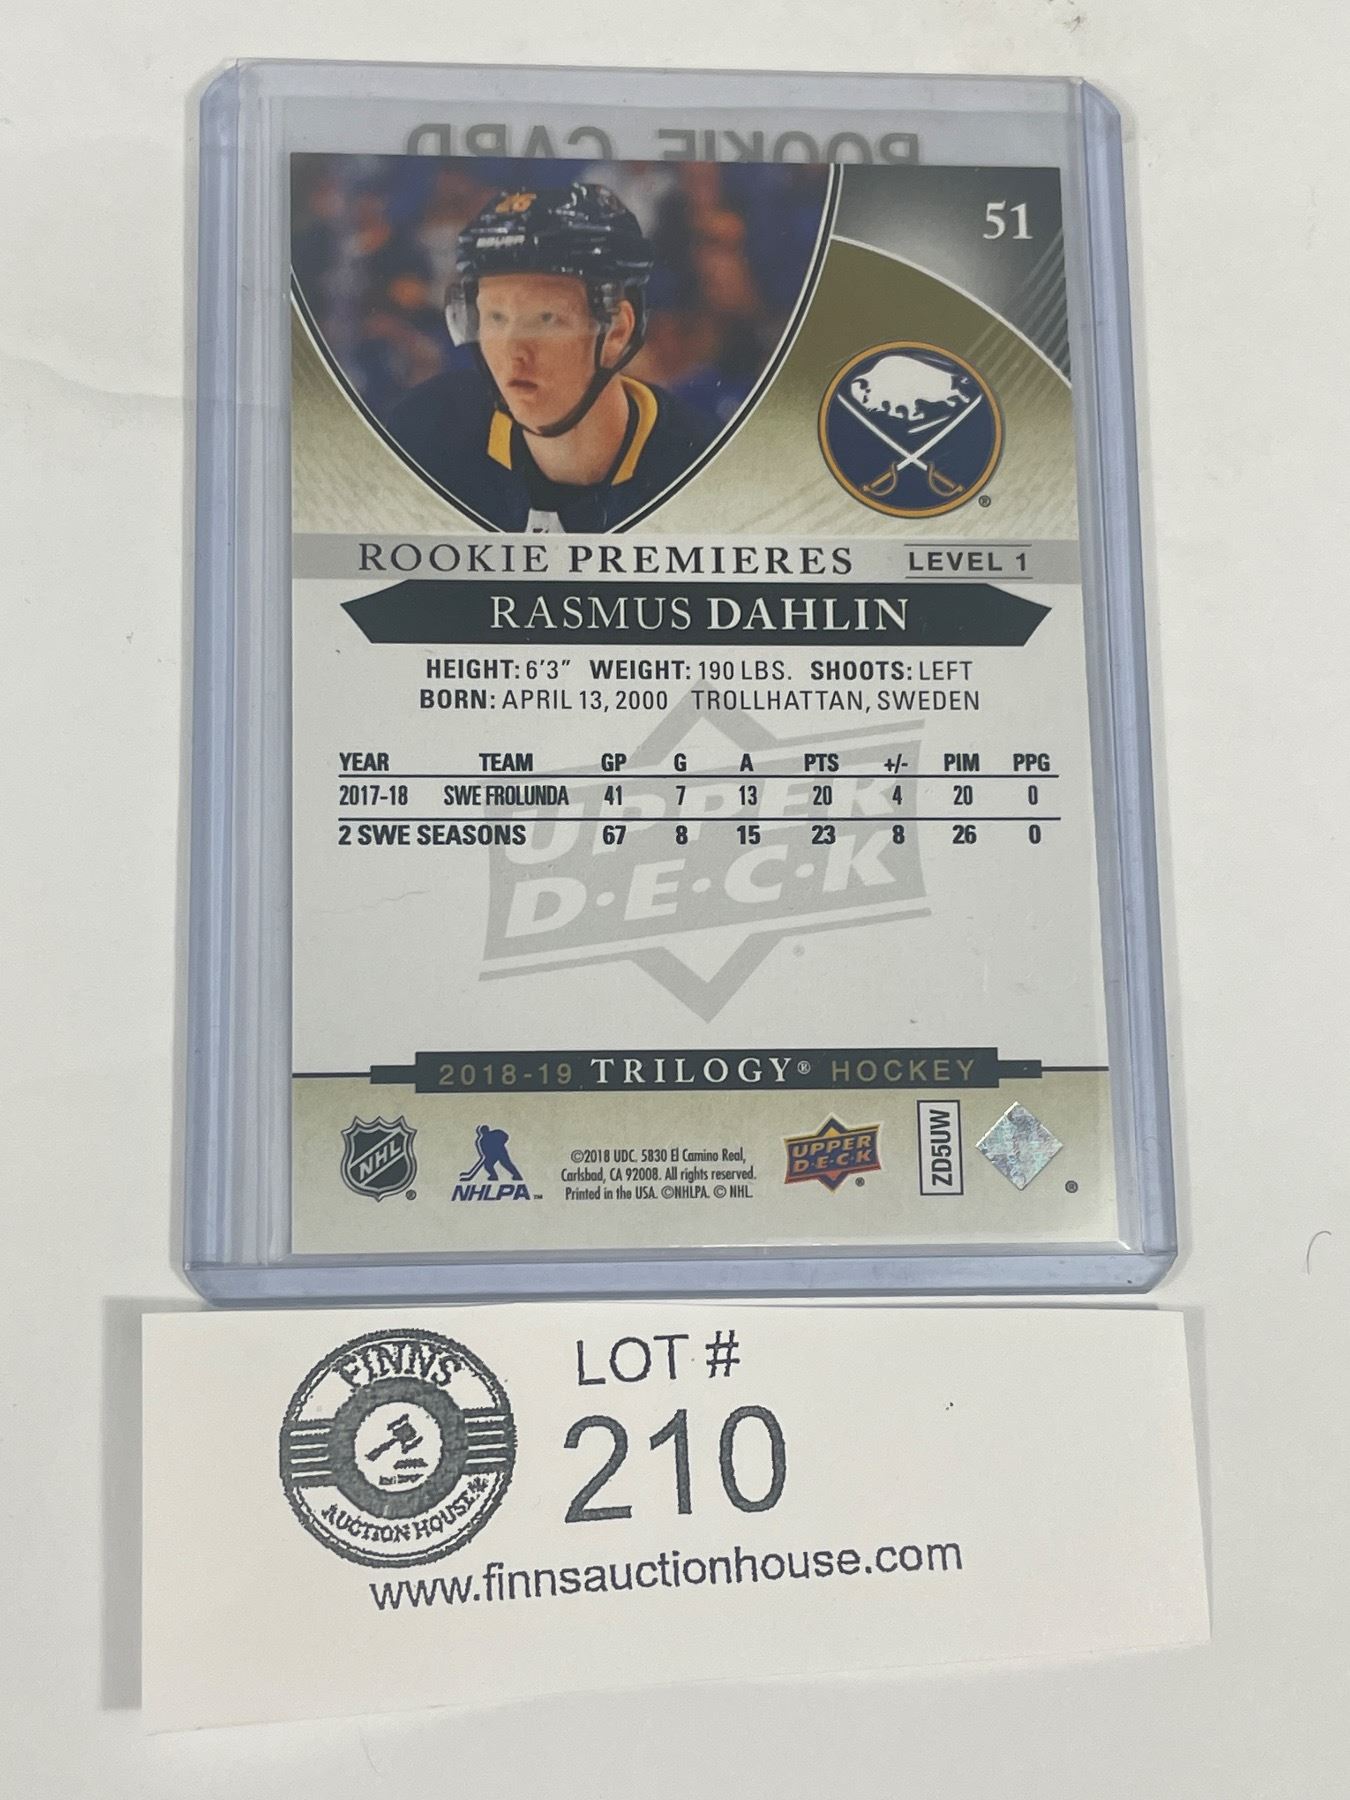 ROOKIE CARD
51
26
BAUER
ROOKIE PREMIERES LEVEL 1
RASMUS DAHLIN
HEIGHT: 6'3" WEIGHT: 190 LBS. SHOOTS: LEFT
BORN: APRIL 13, 2000 TROLLHATTAN, SWEDEN
YEAR TEAM GP G A PTS +/- PIM PPG
2017-18 SWE FROLUNDA 41 7 13 20 4 20 0
2 SWE SEASONS 67 8 15 23 8 26 0
UPPER
D·E·C·K
2018-19 TRILOGY® HOCKEY
NHL ®
NHLPA™
©2018 UDC. 5830 El Camino Real,
Carlsbad, CA 92008. All rights reserved.
Printed in the USA. ©NHLPA. © NHL.
UPPER
D·E·C·K ®
ZD5UW
®
FINNS
AUCTION HOUSE
LOT #
210
www.finnsauctionhouse.com